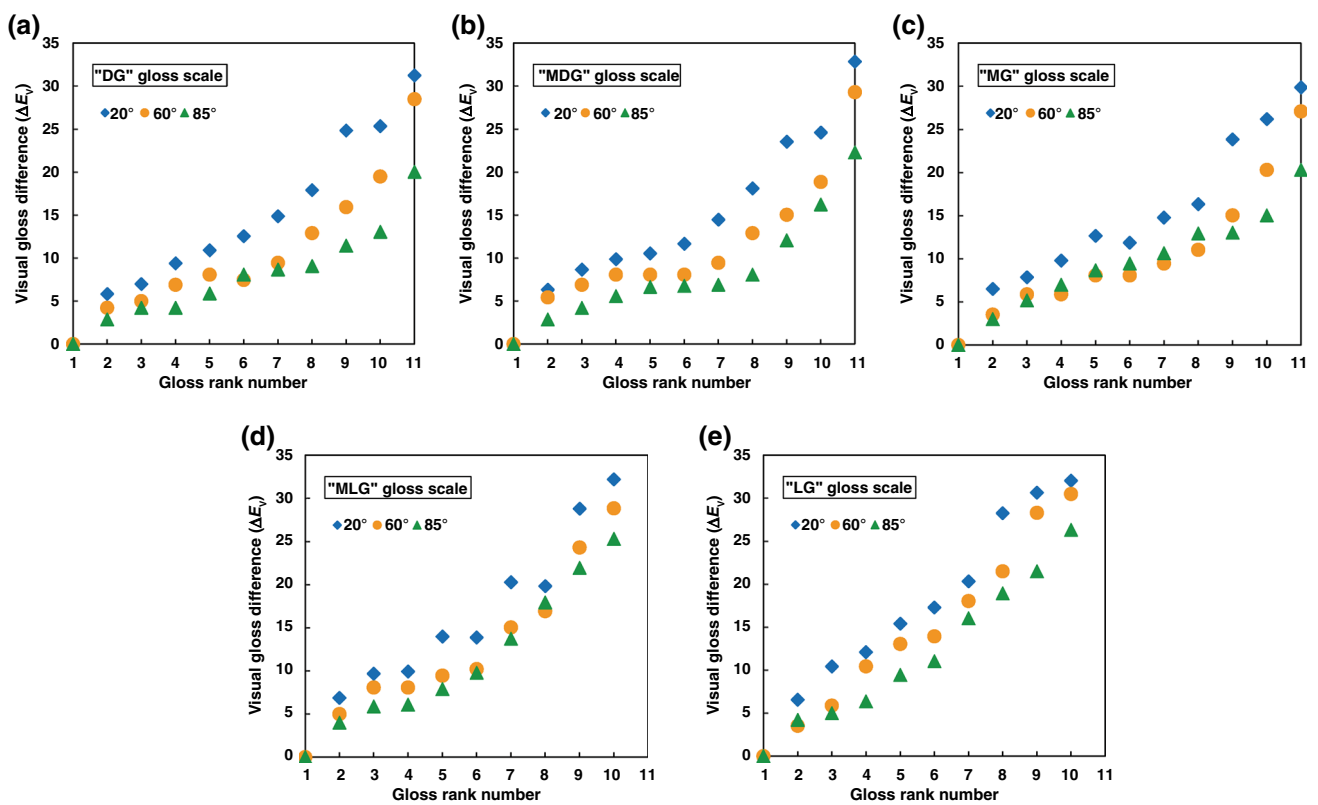 (a)
35
30
25
20
15
10
5
0
Visual gloss difference (ΔEv)
"DG" gloss scale
20° 60° 85°
1 2 3 4 5 6 7 8 9 10 11
Gloss rank number
(b)
35
30
25
20
15
10
5
0
Visual gloss difference (ΔEv)
"MDG" gloss scale
20° 60° 85°
1 2 3 4 5 6 7 8 9 10 11
Gloss rank number
(c)
35
30
25
20
15
10
5
0
Visual gloss difference (ΔEv)
"MG" gloss scale
20° 60° 85°
1 2 3 4 5 6 7 8 9 10 11
Gloss rank number
(d)
35
30
25
20
15
10
5
0
Visual gloss difference (ΔEv)
"MLG" gloss scale
20° 60° 85°
1 2 3 4 5 6 7 8 9 10 11
Gloss rank number
(e)
35
30
25
20
15
10
5
0
Visual gloss difference (ΔEv)
"LG" gloss scale
20° 60° 85°
1 2 3 4 5 6 7 8 9 10 11
Gloss rank number